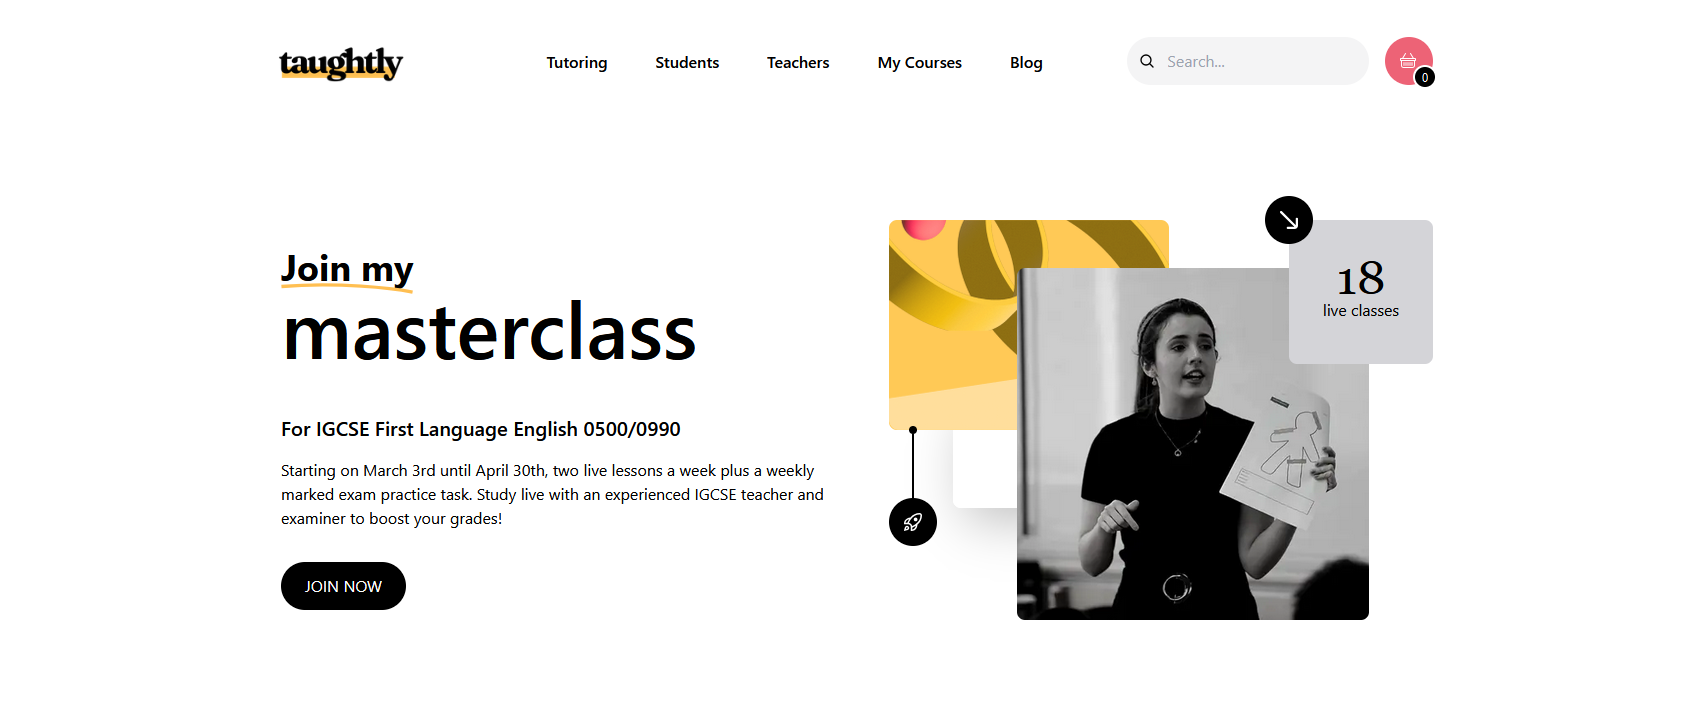 taughtly
Tutoring
Students
Teachers
My Courses
Blog
Search...
0
Join my
masterclass
For IGCSE First Language English 0500/0990
Starting on March 3rd until April 30th, two live lessons a week plus a weekly
marked exam practice task. Study live with an experienced IGCSE teacher and
examiner to boost your grades!
JOIN NOW
18
live classes